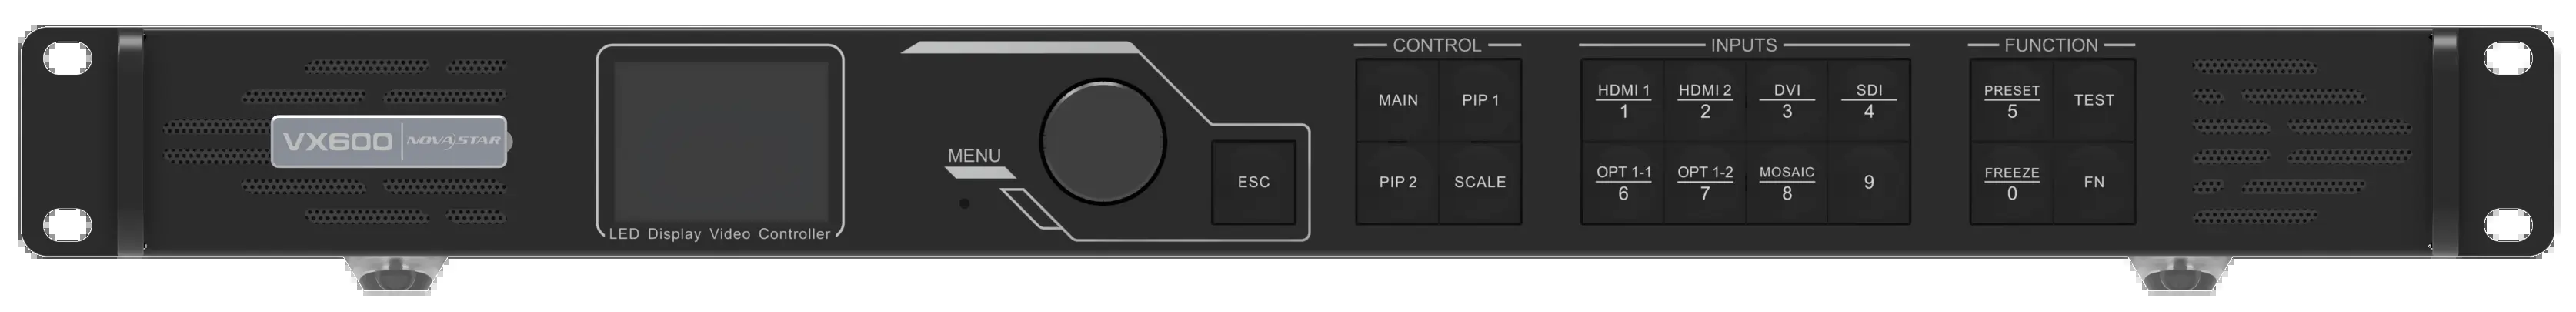 VX600 NOVASTAR
LED Display Video Controller
MENU
ESC
CONTROL
MAIN PIP 1
PIP 2 SCALE
INPUTS
HDMI 1 HDMI 2 DVI SDI
1 2 3 4
OPT 1-1 OPT 1-2 MOSAIC
6 7 8 9
FUNCTION
PRESET
5
TEST
FREEZE
0
FN